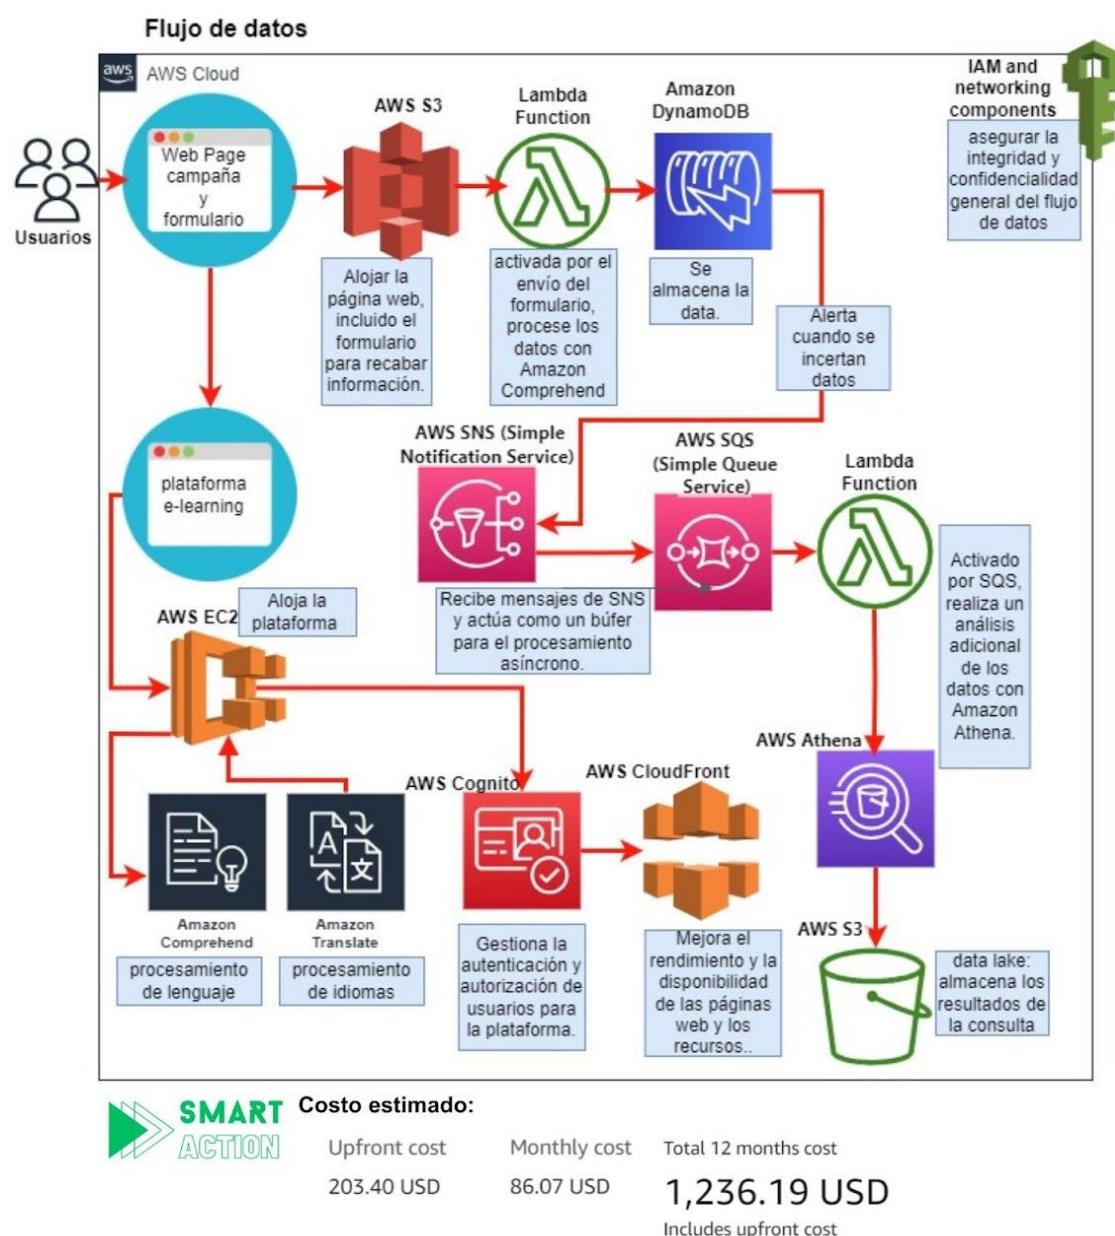 Flujo de datos
aws
AWS Cloud
Usuarios
Web Page
campaña
y
formulario
AWS S3
Alojar la
página web,
incluido el
formulario
para recabar
información.
Lambda
Function
activada por el
envío del
formulario,
procese los
datos con
Amazon
Comprehend
Amazon
DynamoDB
Se
almacena la
data.
Alerta
cuando se
incertan
datos
IAM and
networking
components
asegurar la
integridad y
confidencialidad
general del flujo
de datos
plataforma
e-learning
AWS SNS (Simple
Notification Service)
AWS SQS
(Simple Queue
Service)
Recibe mensajes de SNS
y actúa como un búfer
para el procesamiento
asíncrono.
Lambda
Function
Activado
por SQS,
realiza un
análisis
adicional
de los
datos con
Amazon
Athena.
AWS EC2
Aloja la
plataforma
A
文
Amazon
Comprehend
procesamiento
de lenguaje
Amazon
Translate
procesamiento
de idiomas
AWS Cognito
Gestiona la
autenticación y
autorización de
usuarios para
la plataforma.
AWS CloudFront
Mejora el
rendimiento y la
disponibilidad
de las páginas
web y los
recursos..
AWS Athena
AWS S3
data lake:
almacena los
resultados de
la consulta
SMART
ACTION
Costo estimado:
Upfront cost
203.40 USD
Monthly cost
86.07 USD
Total 12 months cost
1,236.19 USD
Includes upfront cost